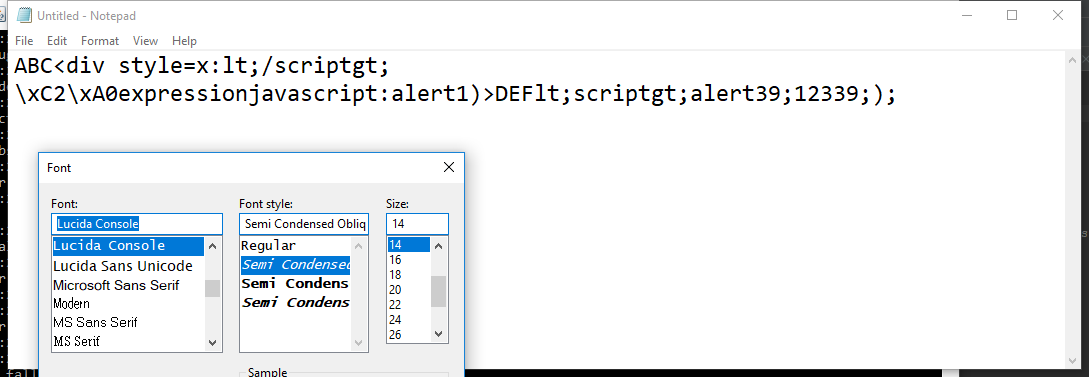 Untitled - Notepad
File Edit Format View Help
ABC<div style=x:lt;/scriptgt;
\xC2\xA0expressionjavascript:alert1)>DEFlt;scriptgt;alert39;12339;);
Font
Font: Font style: Size:
Lucida Console Semi Condensed Obliq 14
Lucida Console Regular 14
Lucida Sans Unicode Semi Condensed 16
Microsoft Sans Serif Semi Condens 18
Modern Semi Condens 20
MS Sans Serif 22
MS Serif 24
26
Sample